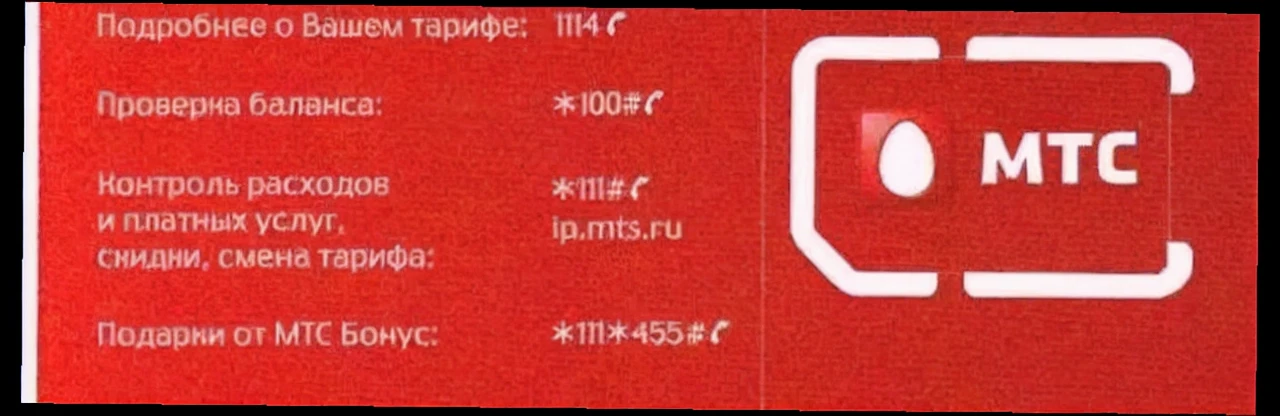 Подробнее о Вашем тарифе: 1114
Проверка баланса: *100#
Контроль расходов *111#
и платных услуг, ip.mts.ru
скидки, смена тарифа:
Подарки от МТС Бонус: *111*455#
МТС